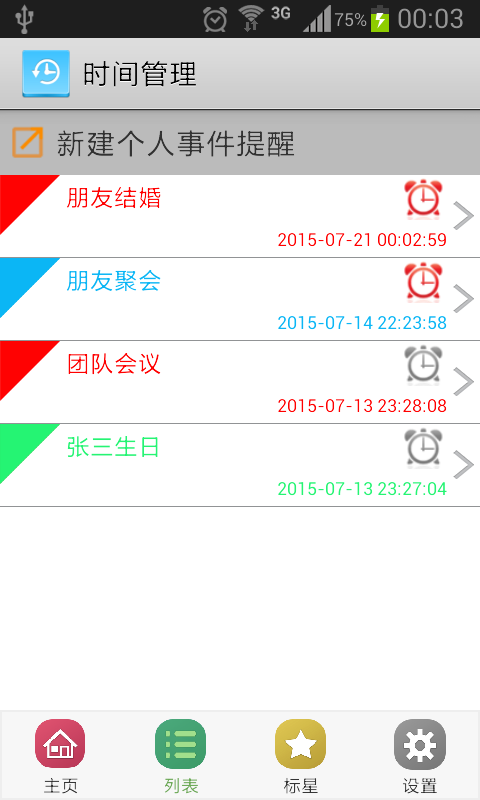 3G 75% 00:03
时间管理
新建个人事件提醒
朋友结婚
2015-07-21 00:02:59
朋友聚会
2015-07-14 22:23:58
团队会议
2015-07-13 23:28:08
张三生日
2015-07-13 23:27:04
主页 列表 标星 设置